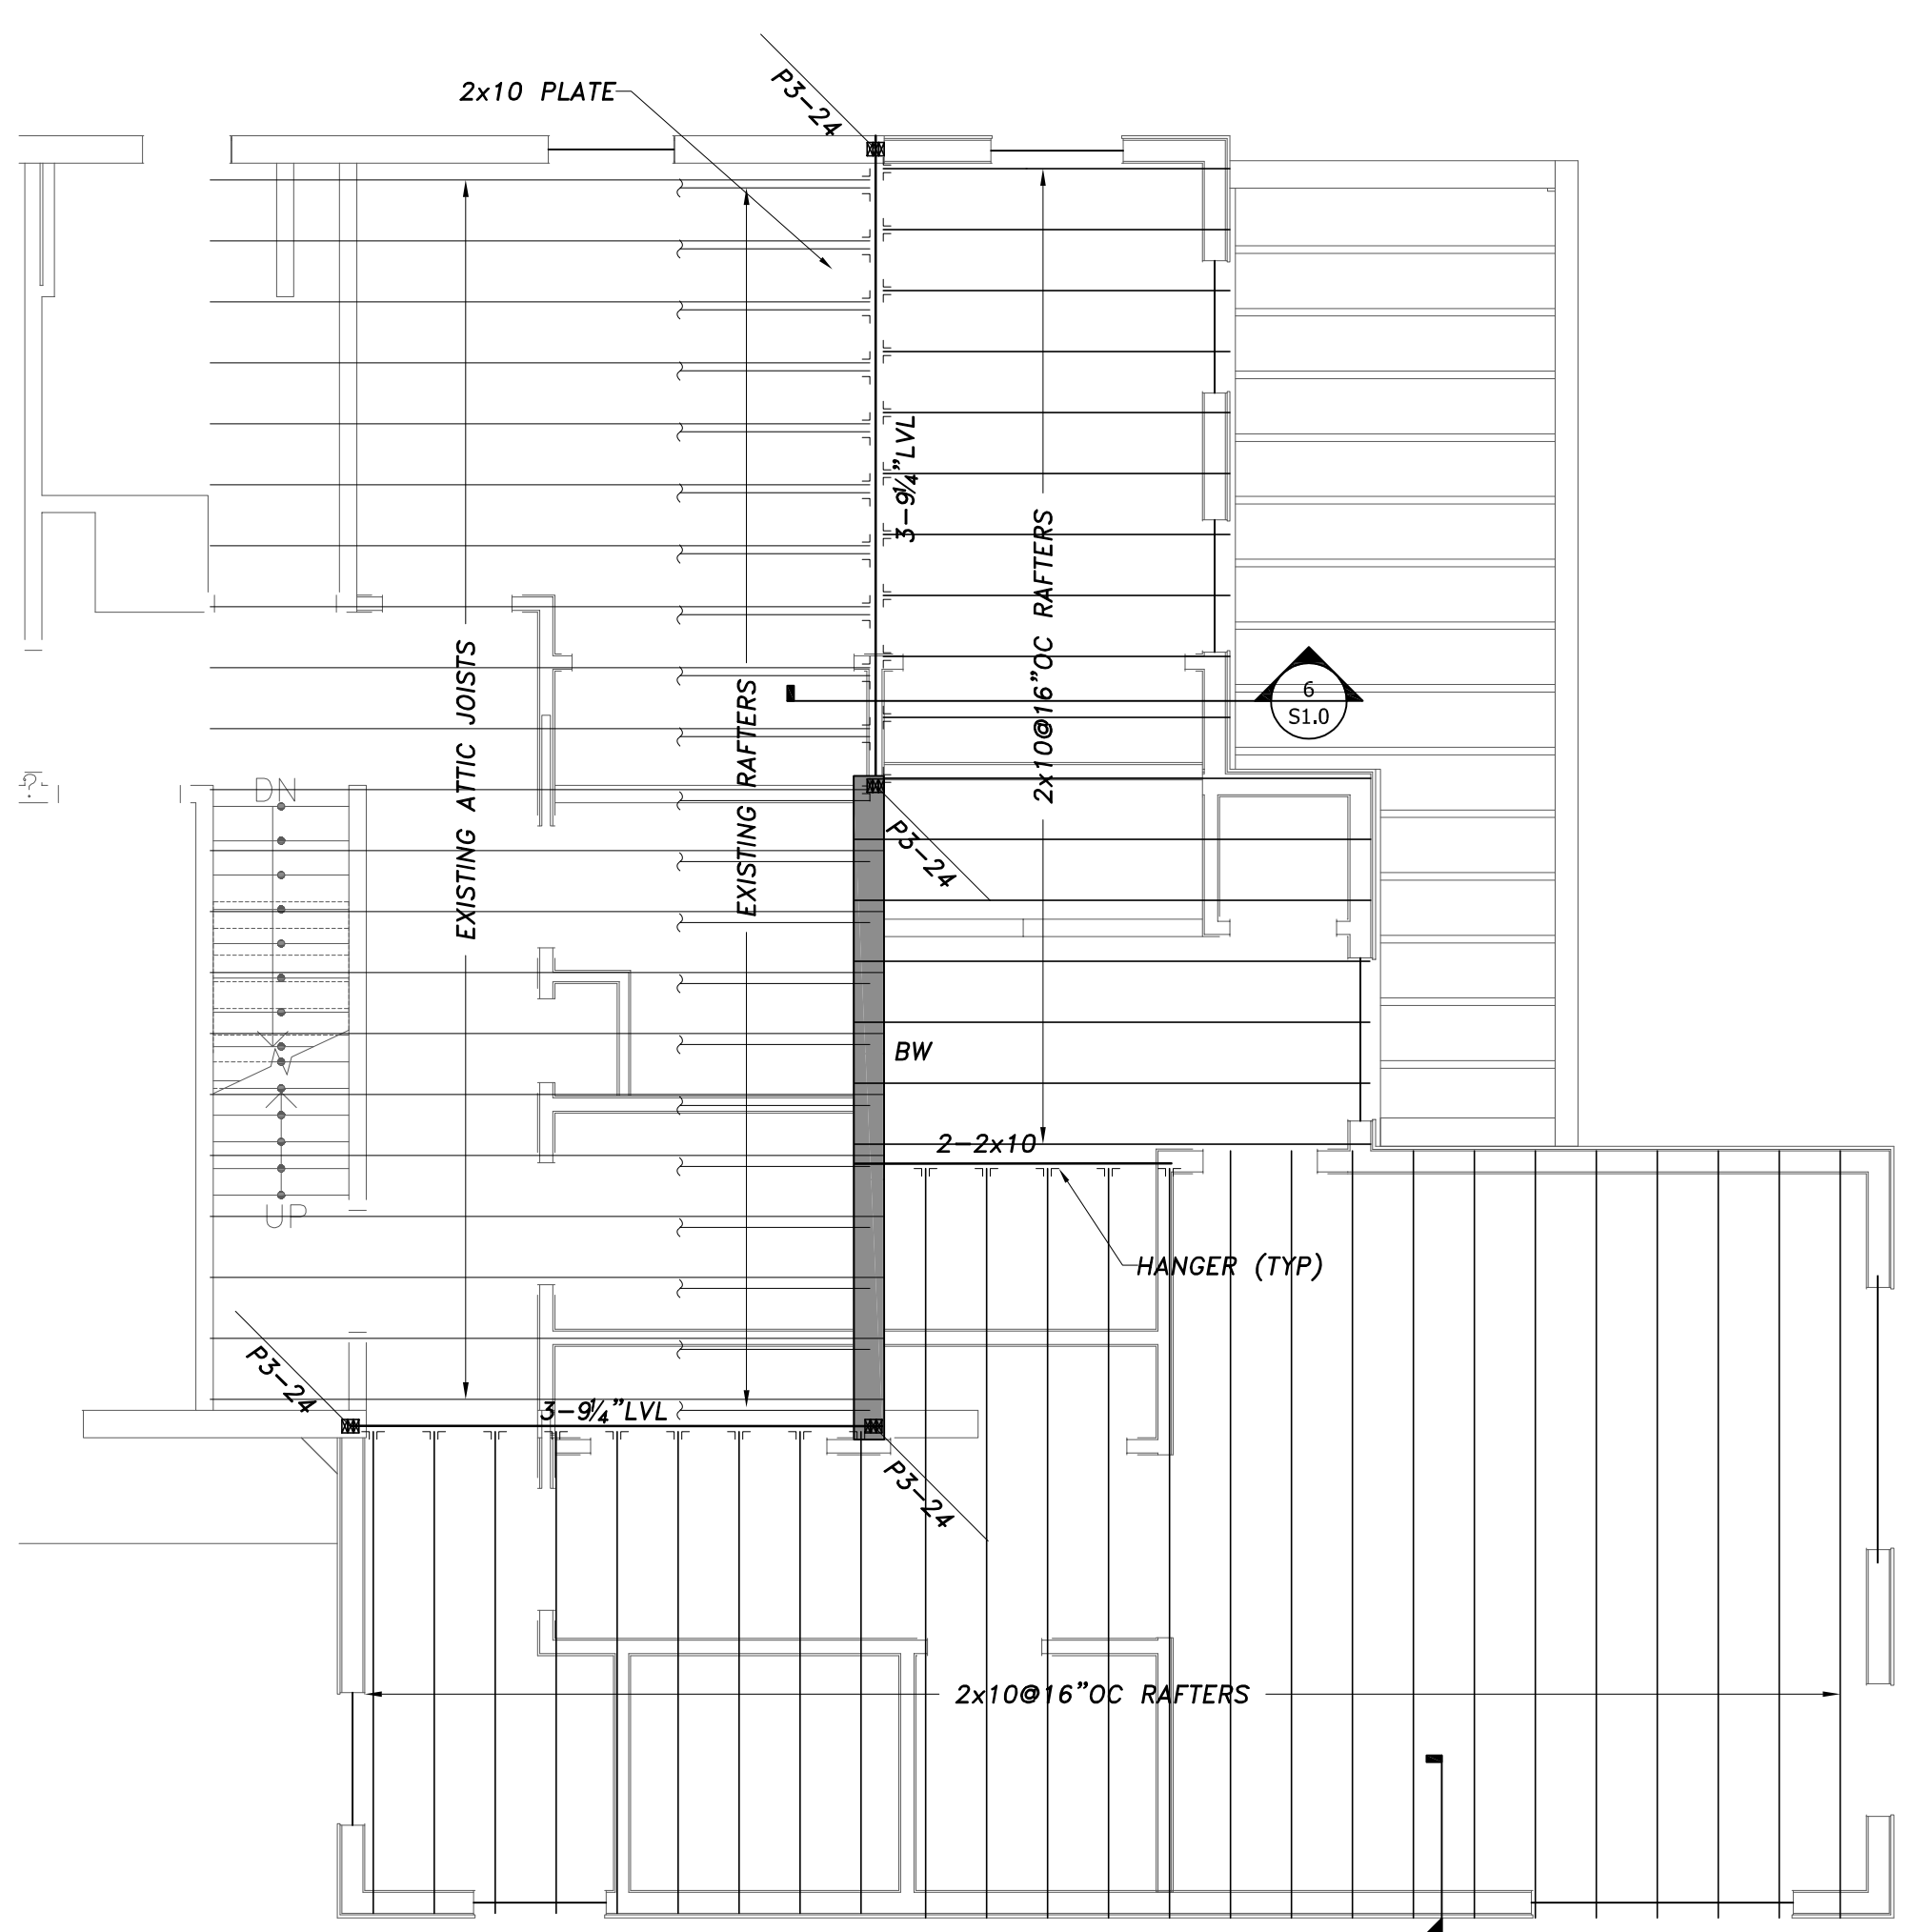 2x10 PLATE
P3-24
3-9¼"LVL
2x10@16"OC RAFTERS
EXISTING ATTIC JOISTS
EXISTING RAFTERS
6
S1.0
?
DN
P3-24
BW
2-2x10
UP
HANGER (TYP)
P3-24
3-9¼"LVL
P3-24
2x10@16"OC RAFTERS